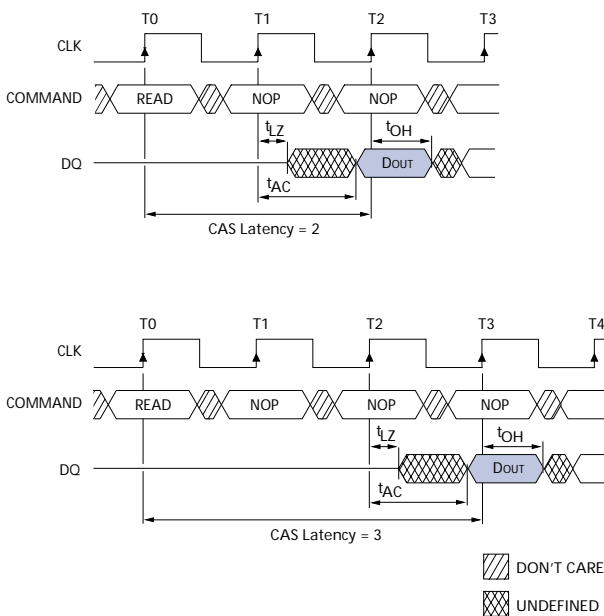 T0 T1 T2 T3
CLK
COMMAND READ NOP NOP
tLZ tOH
DQ DOUT
tAC
CAS Latency = 2
T0 T1 T2 T3 T4
CLK
COMMAND READ NOP NOP NOP
tLZ tOH
DQ DOUT
tAC
CAS Latency = 3
DON'T CARE
UNDEFINED